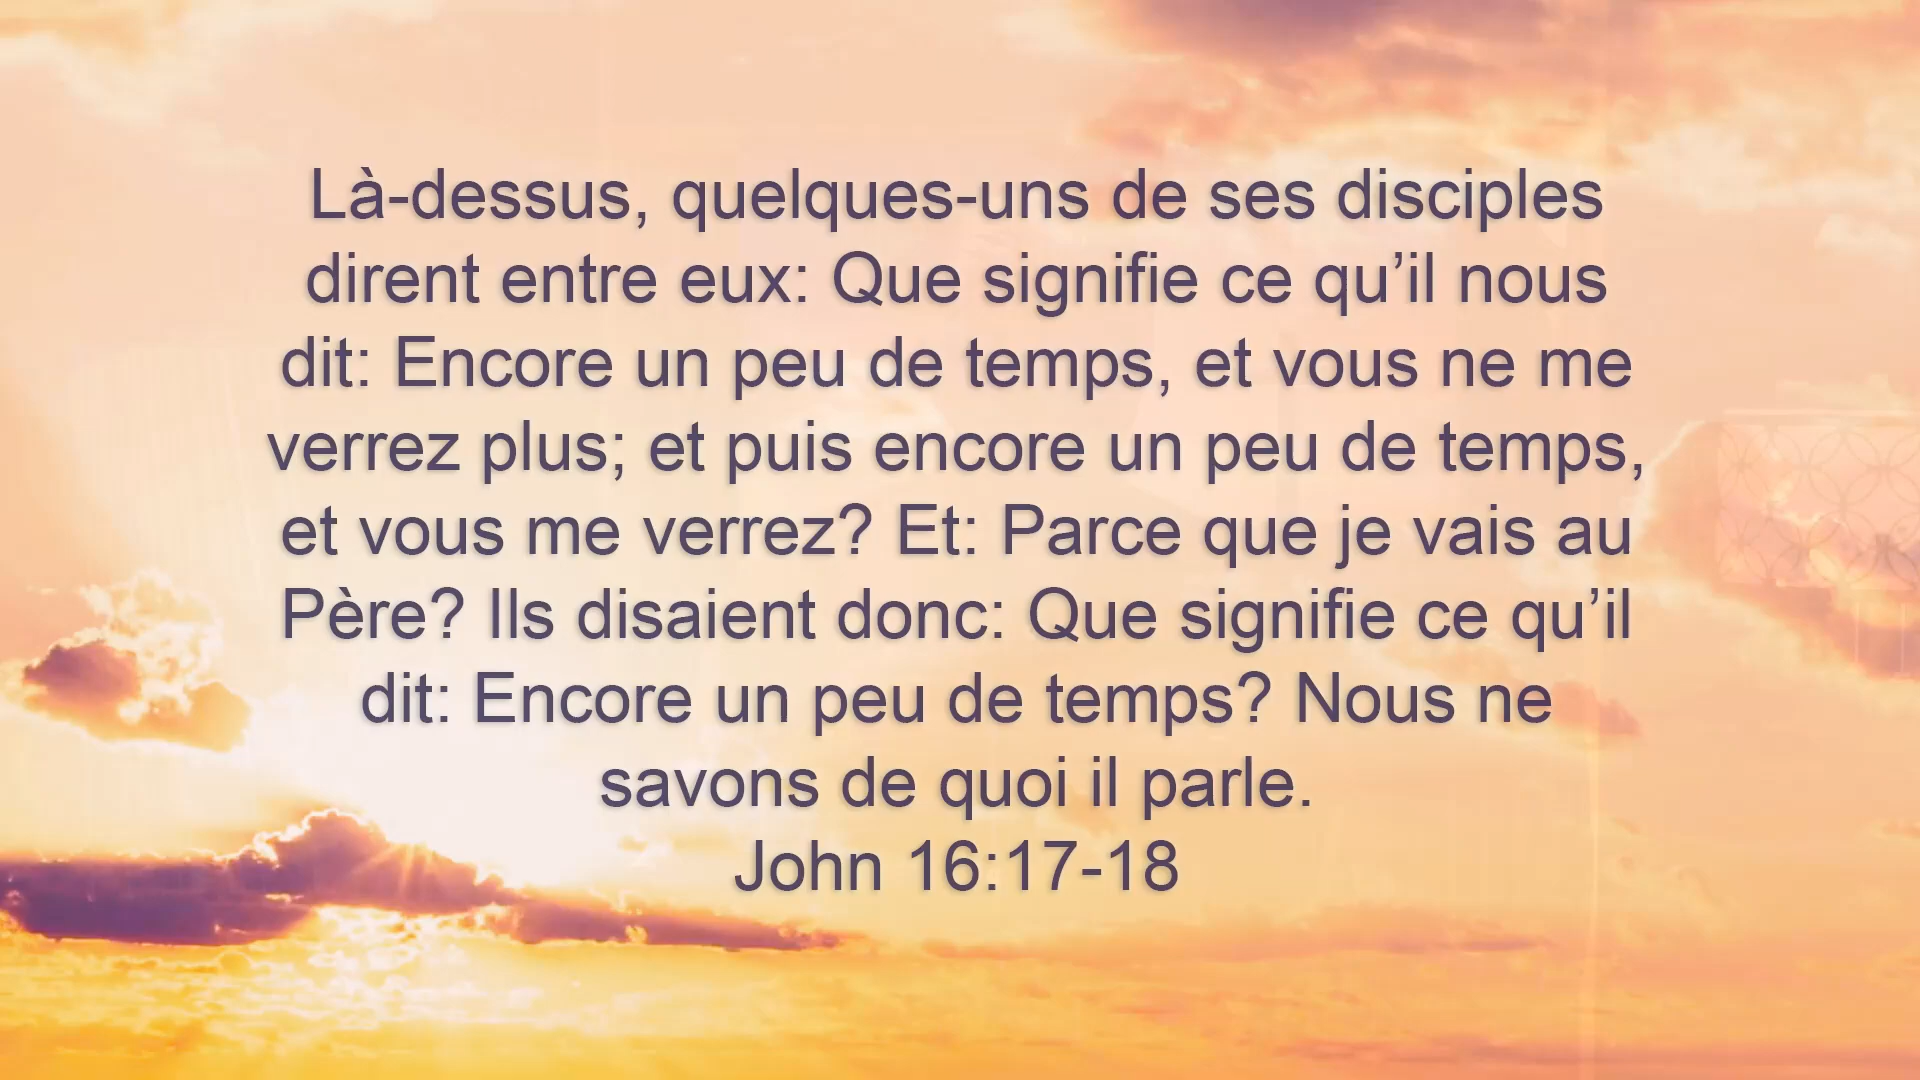 Là-dessus, quelques-uns de ses disciples
dirent entre eux: Que signifie ce qu’il nous
dit: Encore un peu de temps, et vous ne me
verrez plus; et puis encore un peu de temps,
et vous me verrez? Et: Parce que je vais au
Père? Ils disaient donc: Que signifie ce qu’il
dit: Encore un peu de temps? Nous ne
savons de quoi il parle.
John 16:17-18